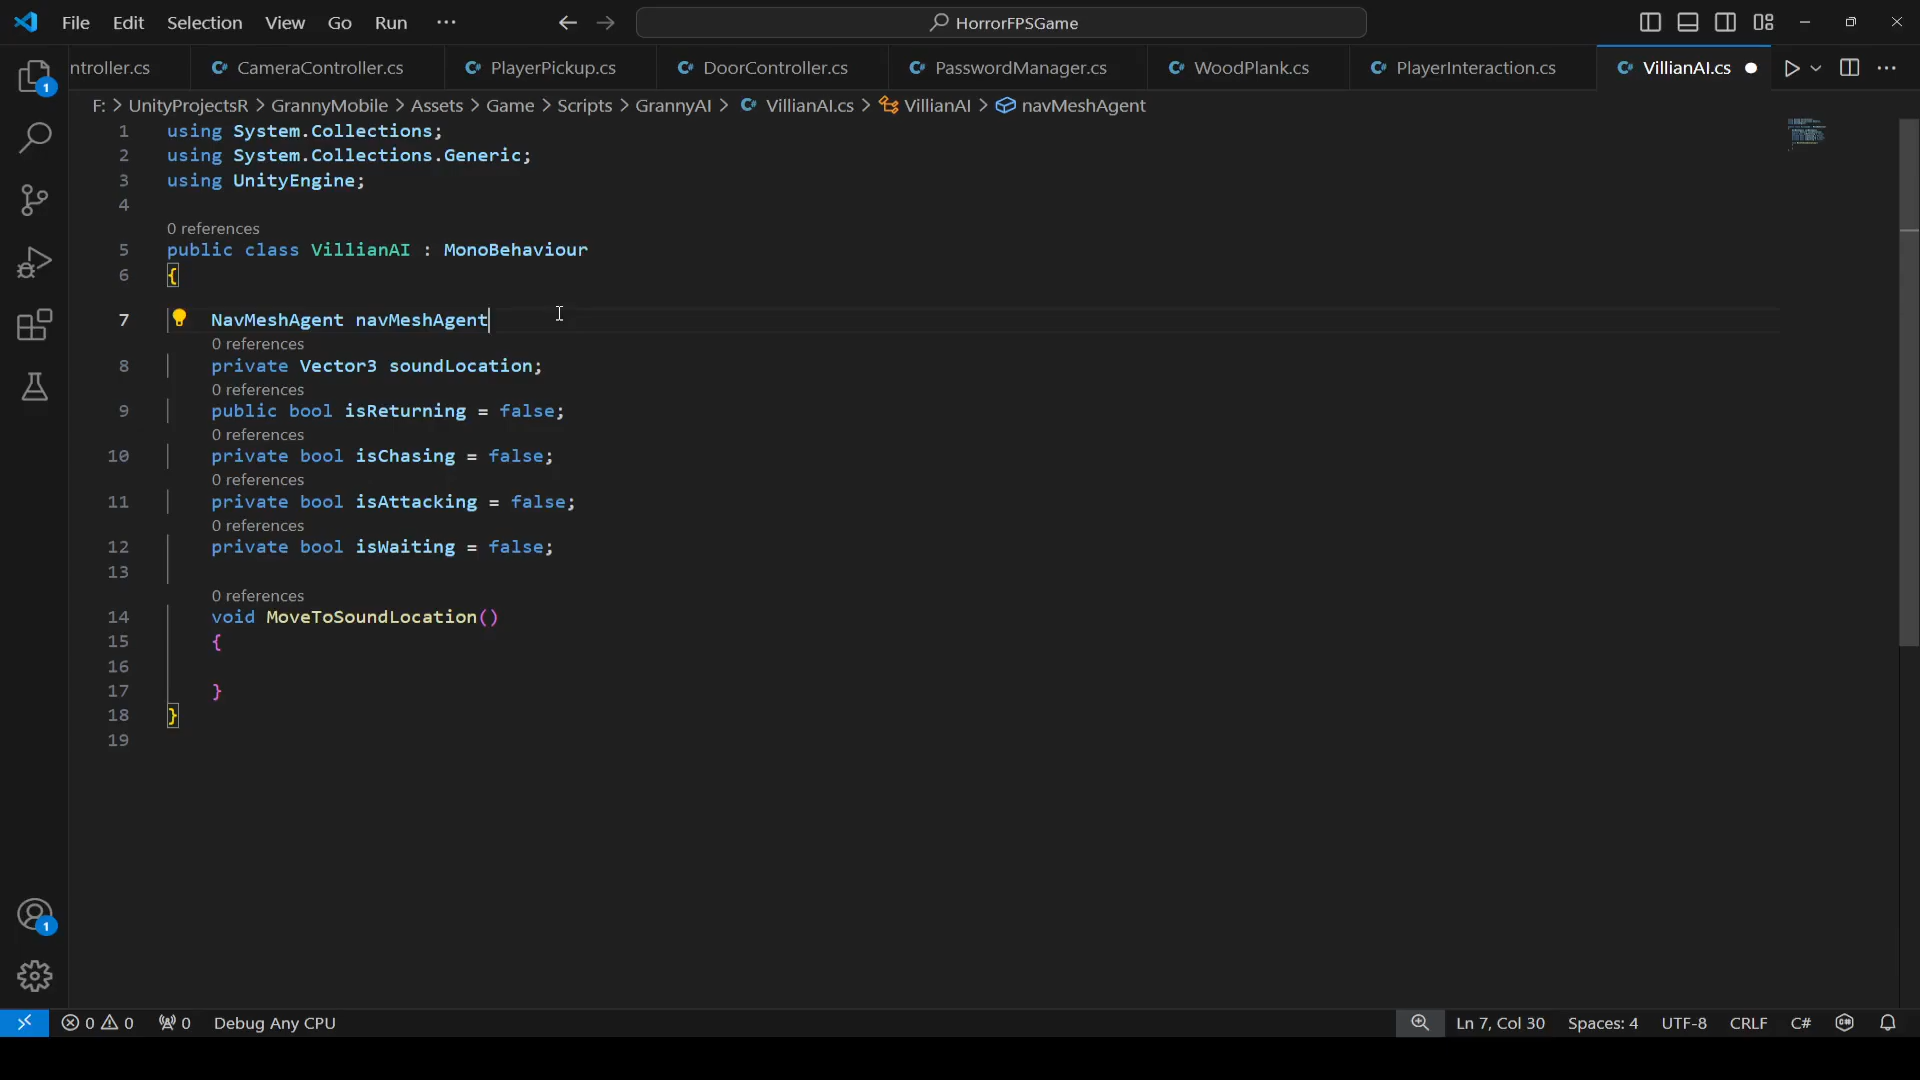 File Edit Selection View Go Run ··· HorrorFPSGame
ntroller.cs CameraController.cs PlayerPickup.cs DoorController.cs PasswordManager.cs WoodPlank.cs PlayerInteraction.cs VillianAI.cs
F: > UnityProjectsR > GrannyMobile > Assets > Game > Scripts > GrannyAI > VillianAI.cs > VillianAI > navMeshAgent
1 using System.Collections;
2 using System.Collections.Generic;
3 using UnityEngine;
4
0 references
5 public class VillianAI : MonoBehaviour
6 {
7 NavMeshAgent navMeshAgent
0 references
8 private Vector3 soundLocation;
0 references
9 public bool isReturning = false;
0 references
10 private bool isChasing = false;
0 references
11 private bool isAttacking = false;
0 references
12 private bool isWaiting = false;
13
0 references
14 void MoveToSoundLocation()
15 {
16
17 }
18 }
19
1
1
0 0 0 Debug Any CPU Ln 7, Col 30 Spaces: 4 UTF-8 CRLF C#